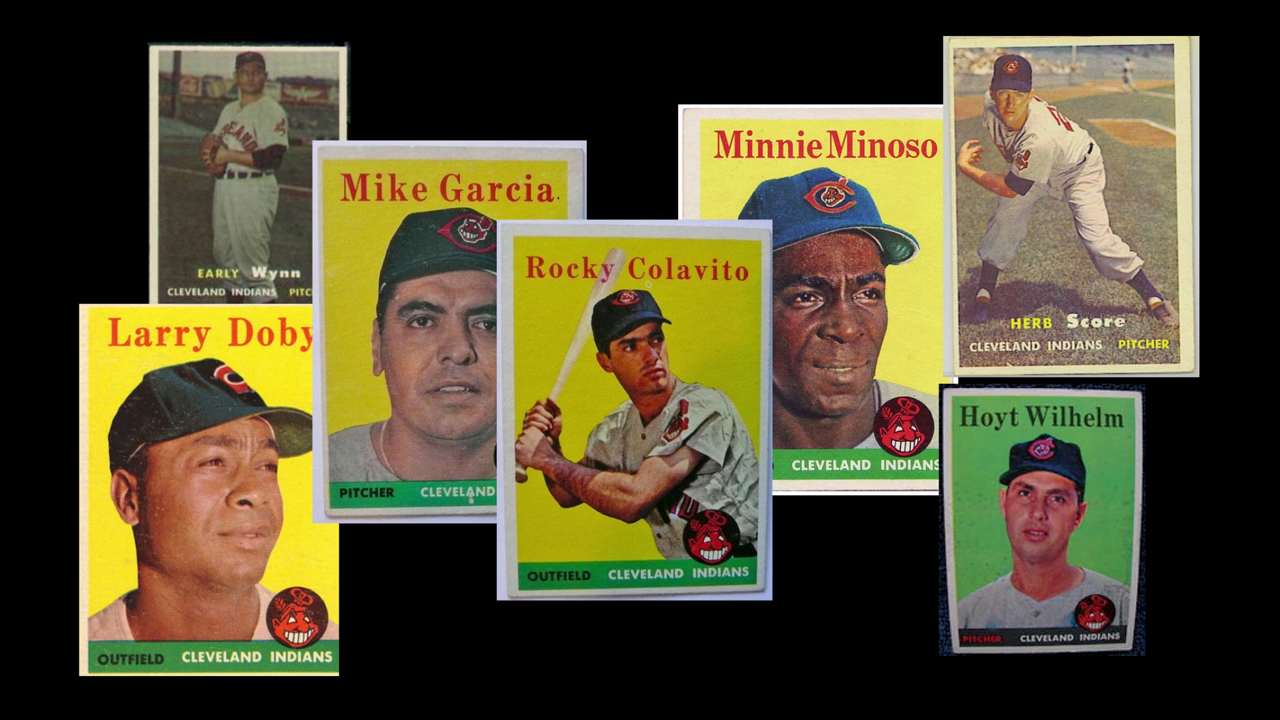 EARLY Wynn
CLEVELAND INDIANS PITC
Larry Doby
OUTFIELD CLEVELAND INDIANS
Mike Garcia
PITCHER CLEVELAND
Rocky Colavito
OUTFIELD CLEVELAND INDIANS
Minnie Minoso
CLEVELAND INDIANS
HERB Score
CLEVELAND INDIANS PITCHER
Hoyt Wilhelm
PITCHER CLEVELAND INDIANS